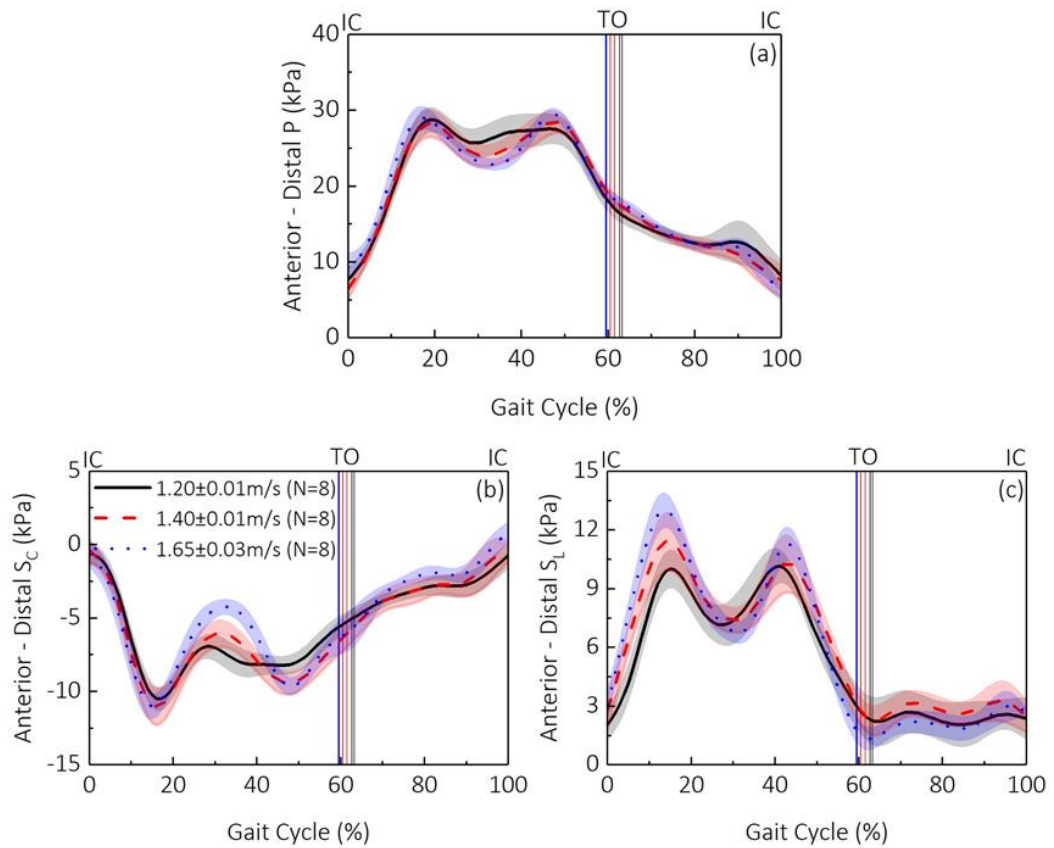 IC TO IC
40
(a)
30
20
10
0
Anterior - Distal P (kPa)
0 20 40 60 80 100
Gait Cycle (%)
IC TO IC
5
(b)
1.20±0.01m/s (N=8)
1.40±0.01m/s (N=8)
1.65±0.03m/s (N=8)
0
-5
-10
-15
Anterior - Distal S_C (kPa)
0 20 40 60 80 100
Gait Cycle (%)
IC TO IC
15
(c)
12
9
6
3
0
Anterior - Distal S_L (kPa)
0 20 40 60 80 100
Gait Cycle (%)